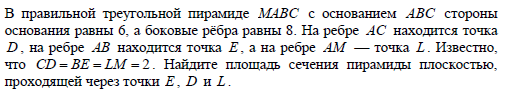 В правильной треугольной пирамиде MABC с основанием ABC стороны
основания равны 6, а боковые рёбра равны 8. На ребре AC находится точка
D, на ребре AB находится точка E, а на ребре AM — точка L. Известно,
что CD = BE = LM = 2. Найдите площадь сечения пирамиды плоскостью,
проходящей через точки E, D и L.